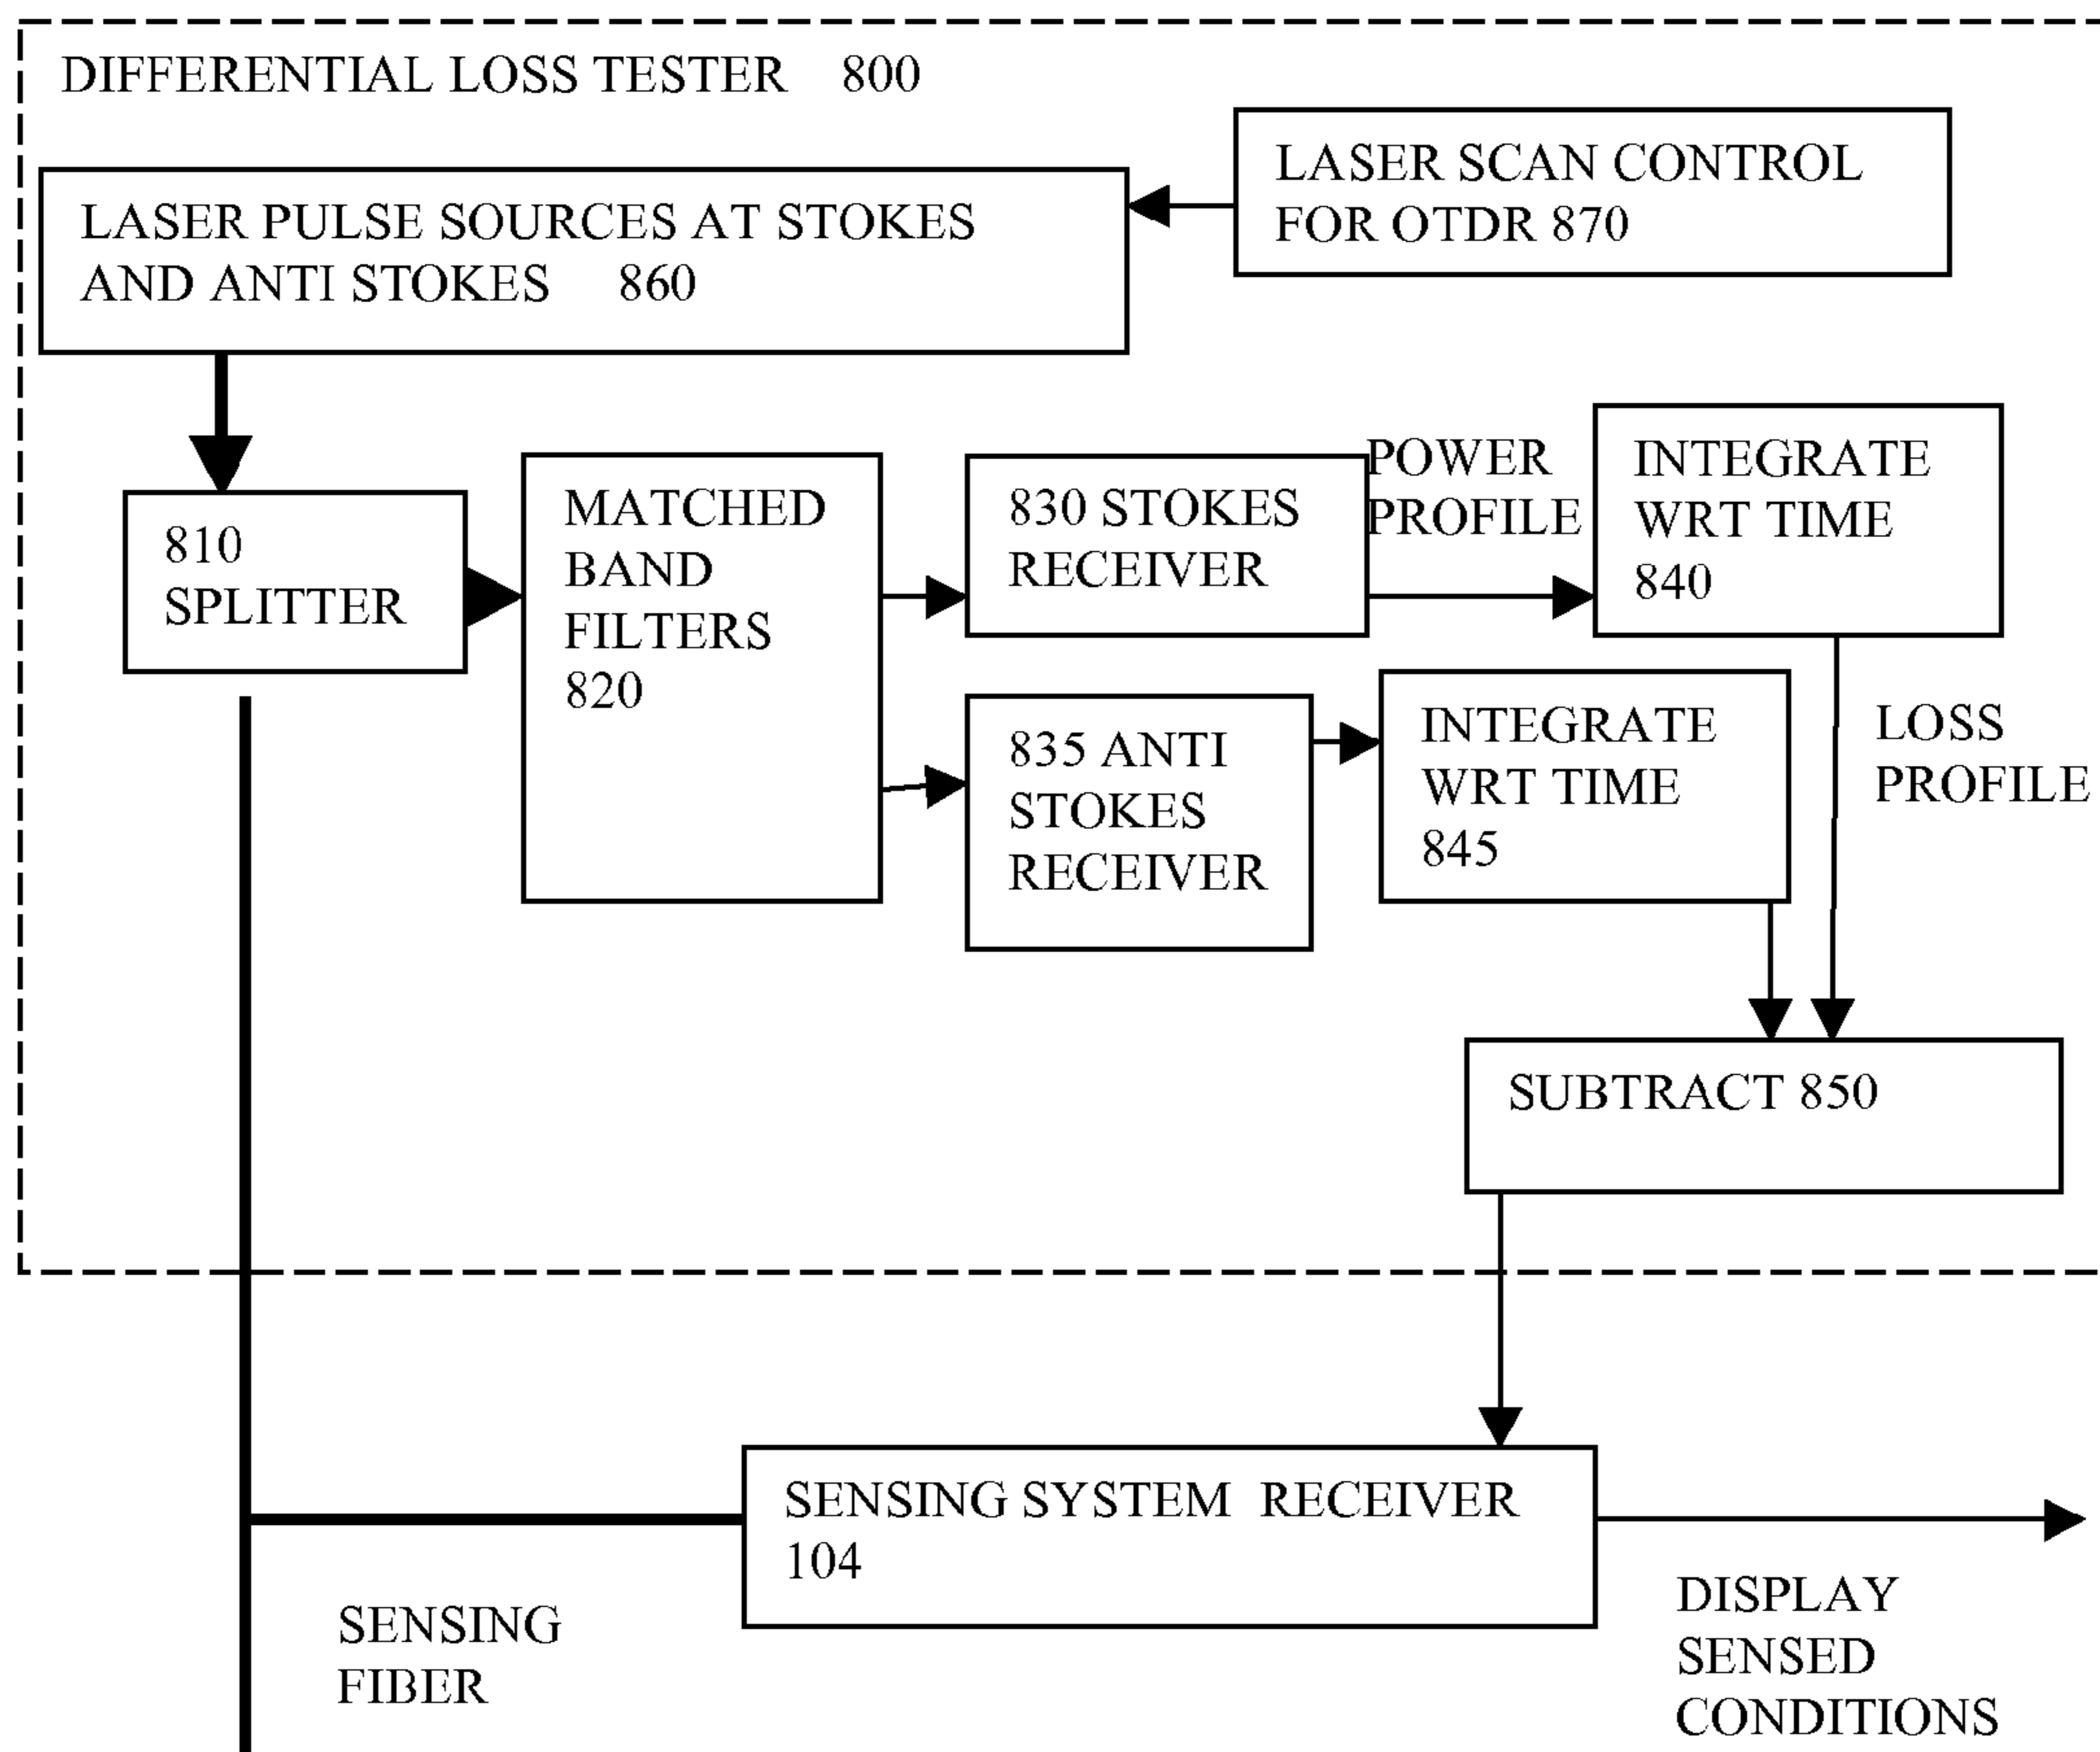 DIFFERENTIAL LOSS TESTER 800
LASER SCAN CONTROL
FOR OTDR 870
LASER PULSE SOURCES AT STOKES
AND ANTI STOKES 860
810
SPLITTER
MATCHED
BAND
FILTERS
820
830 STOKES
RECEIVER
POWER
PROFILE
INTEGRATE
WRT TIME
840
835 ANTI
STOKES
RECEIVER
INTEGRATE
WRT TIME
845
LOSS
PROFILE
SUBTRACT 850
SENSING SYSTEM RECEIVER
104
SENSING
FIBER
DISPLAY
SENSED
CONDITIONS